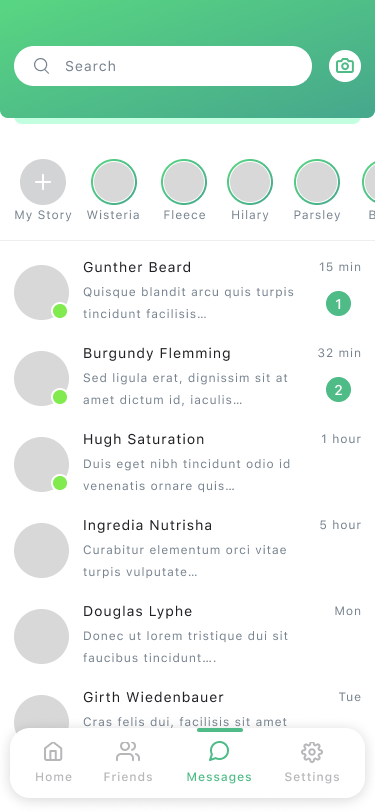 Search
My Story
Wisteria
Fleece
Hilary
Parsley
B
Gunther Beard
15 min
Quisque blandit arcu quis turpis
tincidunt facilisis…
1
Burgundy Flemming
32 min
Sed ligula erat, dignissim sit at
amet dictum id, iaculis…
2
Hugh Saturation
1 hour
Duis eget nibh tincidunt odio id
venenatis ornare quis…
Ingredia Nutrisha
5 hour
Curabitur elementum orci vitae
turpis vulputate…
Douglas Lyphe
Mon
Donec ut lorem tristique dui sit
faucibus tincidunt….
Girth Wiedenbauer
Tue
Cras felis dui, facilisis sit amet
Home
Friends
Messages
Settings